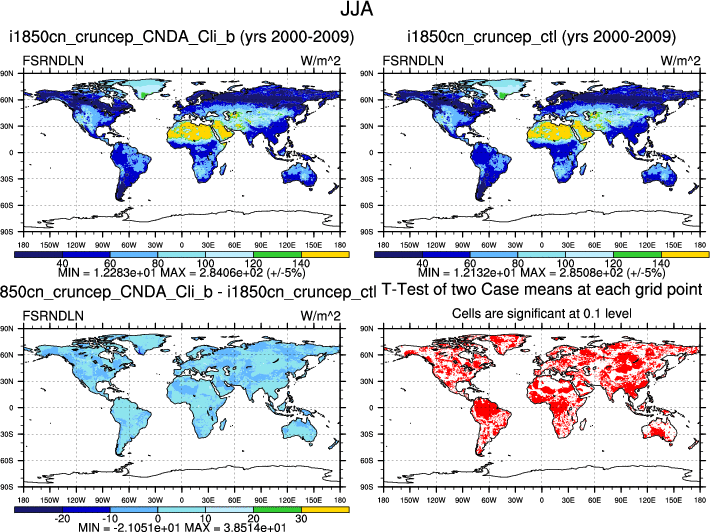 JJA
i1850cn_cruncep_CNDA_Cli_b (yrs 2000-2009)
i1850cn_cruncep_ctl (yrs 2000-2009)
FSRNDLN W/m^2
FSRNDLN W/m^2
90N 90N
60N 60N
30N 30N
0 0
30S 30S
60S 60S
90S 90S
180 150W 120W 90W 60W 30W 0 30E 60E 90E 120E 150E 180
180 150W 120W 90W 60W 30W 0 30E 60E 90E 120E 150E 180
40 60 80 100 120 140
40 60 80 100 120 140
MIN = 1.2283e+01 MAX = 2.8406e+02 (+/-5%)
MIN = 1.2132e+01 MAX = 2.8508e+02 (+/-5%)
850cn_cruncep_CNDA_Cli_b - i1850cn_cruncep_ctl
T-Test of two Case means at each grid point
FSRNDLN W/m^2
Cells are significant at 0.1 level
90N 90N
60N 60N
30N 30N
0 0
30S 30S
60S 60S
90S 90S
180 150W 120W 90W 60W 30W 0 30E 60E 90E 120E 150E 180
180 150W 120W 90W 60W 30W 0 30E 60E 90E 120E 150E 180
-20 -10 0 10 20 30
MIN = -2.1051e+01 MAX = 3.8514e+01